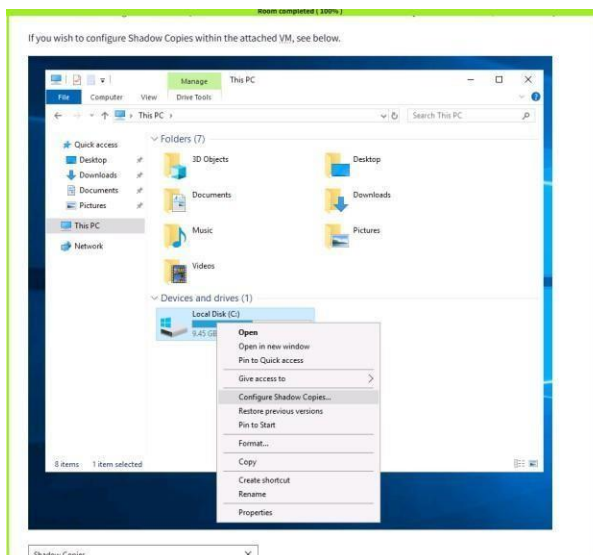 Room completed ( 100% )
If you wish to configure Shadow Copies within the attached VM, see below.
Manage
This PC
File
Computer
View
Drive Tools
This PC
Search This PC
Quick access
Desktop
Downloads
Documents
Pictures
This PC
Network
Folders (7)
3D Objects
Desktop
Documents
Downloads
Music
Pictures
Videos
Devices and drives (1)
Local Disk (C:)
9.45 GB
Open
Open in new window
Pin to Quick access
Give access to
Configure Shadow Copies...
Restore previous versions
Pin to Start
Format...
Copy
Create shortcut
Rename
Properties
8 items
1 item selected
Shadow Copies